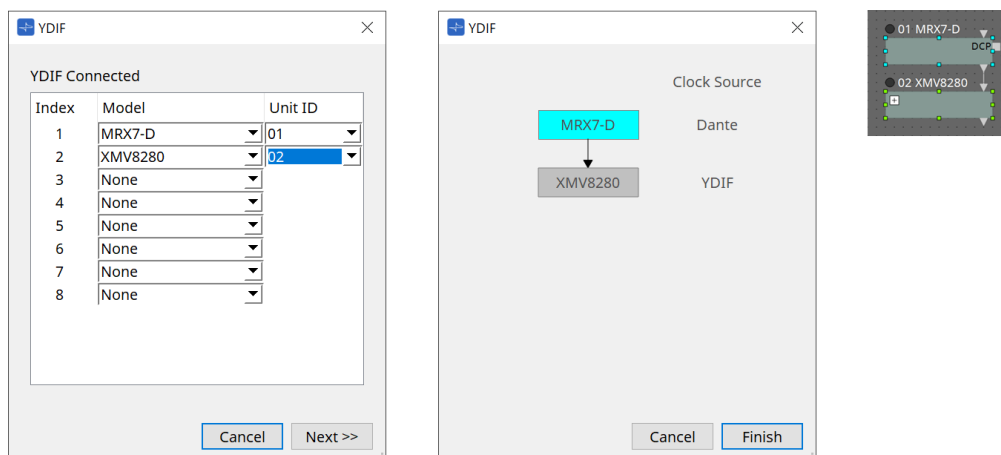 YDIF
YDIF Connected
Index Model Unit ID
1 MRX7-D 01
2 XMV8280 02
3 None
4 None
5 None
6 None
7 None
8 None
Cancel Next >>
YDIF
Clock Source
MRX7-D Dante
XMV8280 YDIF
Cancel Finish
01 MRX7-D
DCP
02 XMV8280